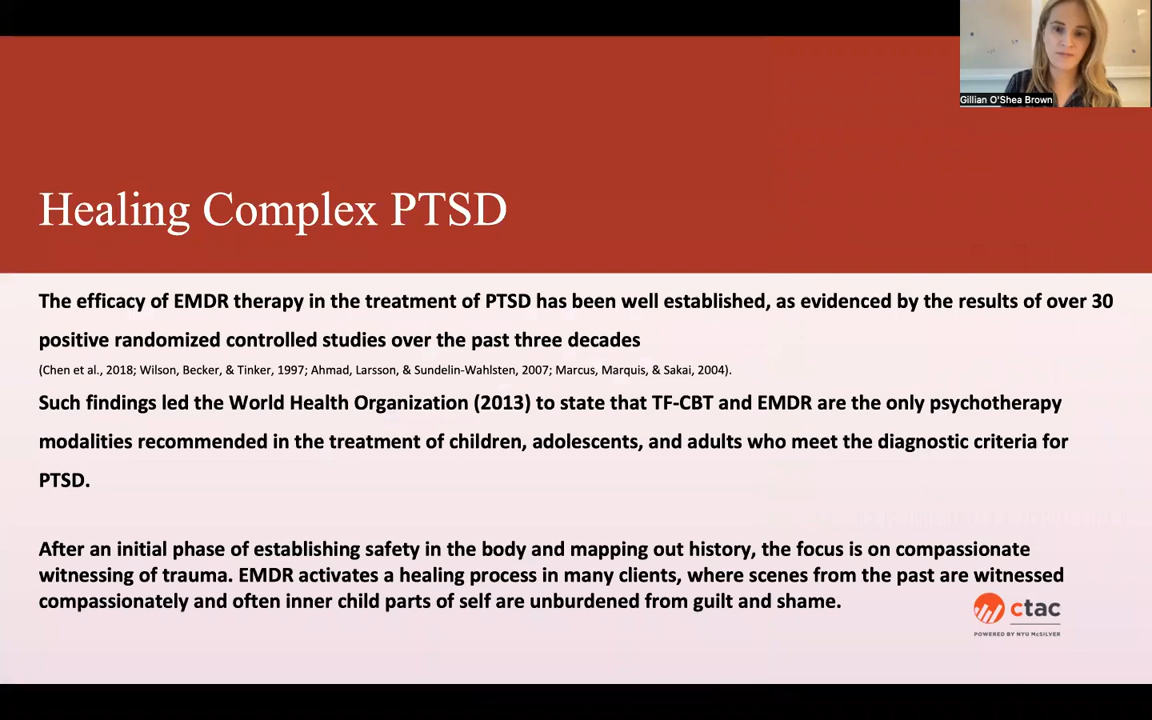 Gillian O'Shea Brown
Healing Complex PTSD
The efficacy of EMDR therapy in the treatment of PTSD has been well established, as evidenced by the results of over 30
positive randomized controlled studies over the past three decades
(Chen et al., 2018; Wilson, Becker, & Tinker, 1997; Ahmad, Larsson, & Sundelin-Wahlsten, 2007; Marcus, Marquis, & Sakai, 2004).
Such findings led the World Health Organization (2013) to state that TF-CBT and EMDR are the only psychotherapy
modalities recommended in the treatment of children, adolescents, and adults who meet the diagnostic criteria for
PTSD.
After an initial phase of establishing safety in the body and mapping out history, the focus is on compassionate
witnessing of trauma. EMDR activates a healing process in many clients, where scenes from the past are witnessed
compassionately and often inner child parts of self are unburdened from guilt and shame.
ctac
POWERED BY NYU McSILVER